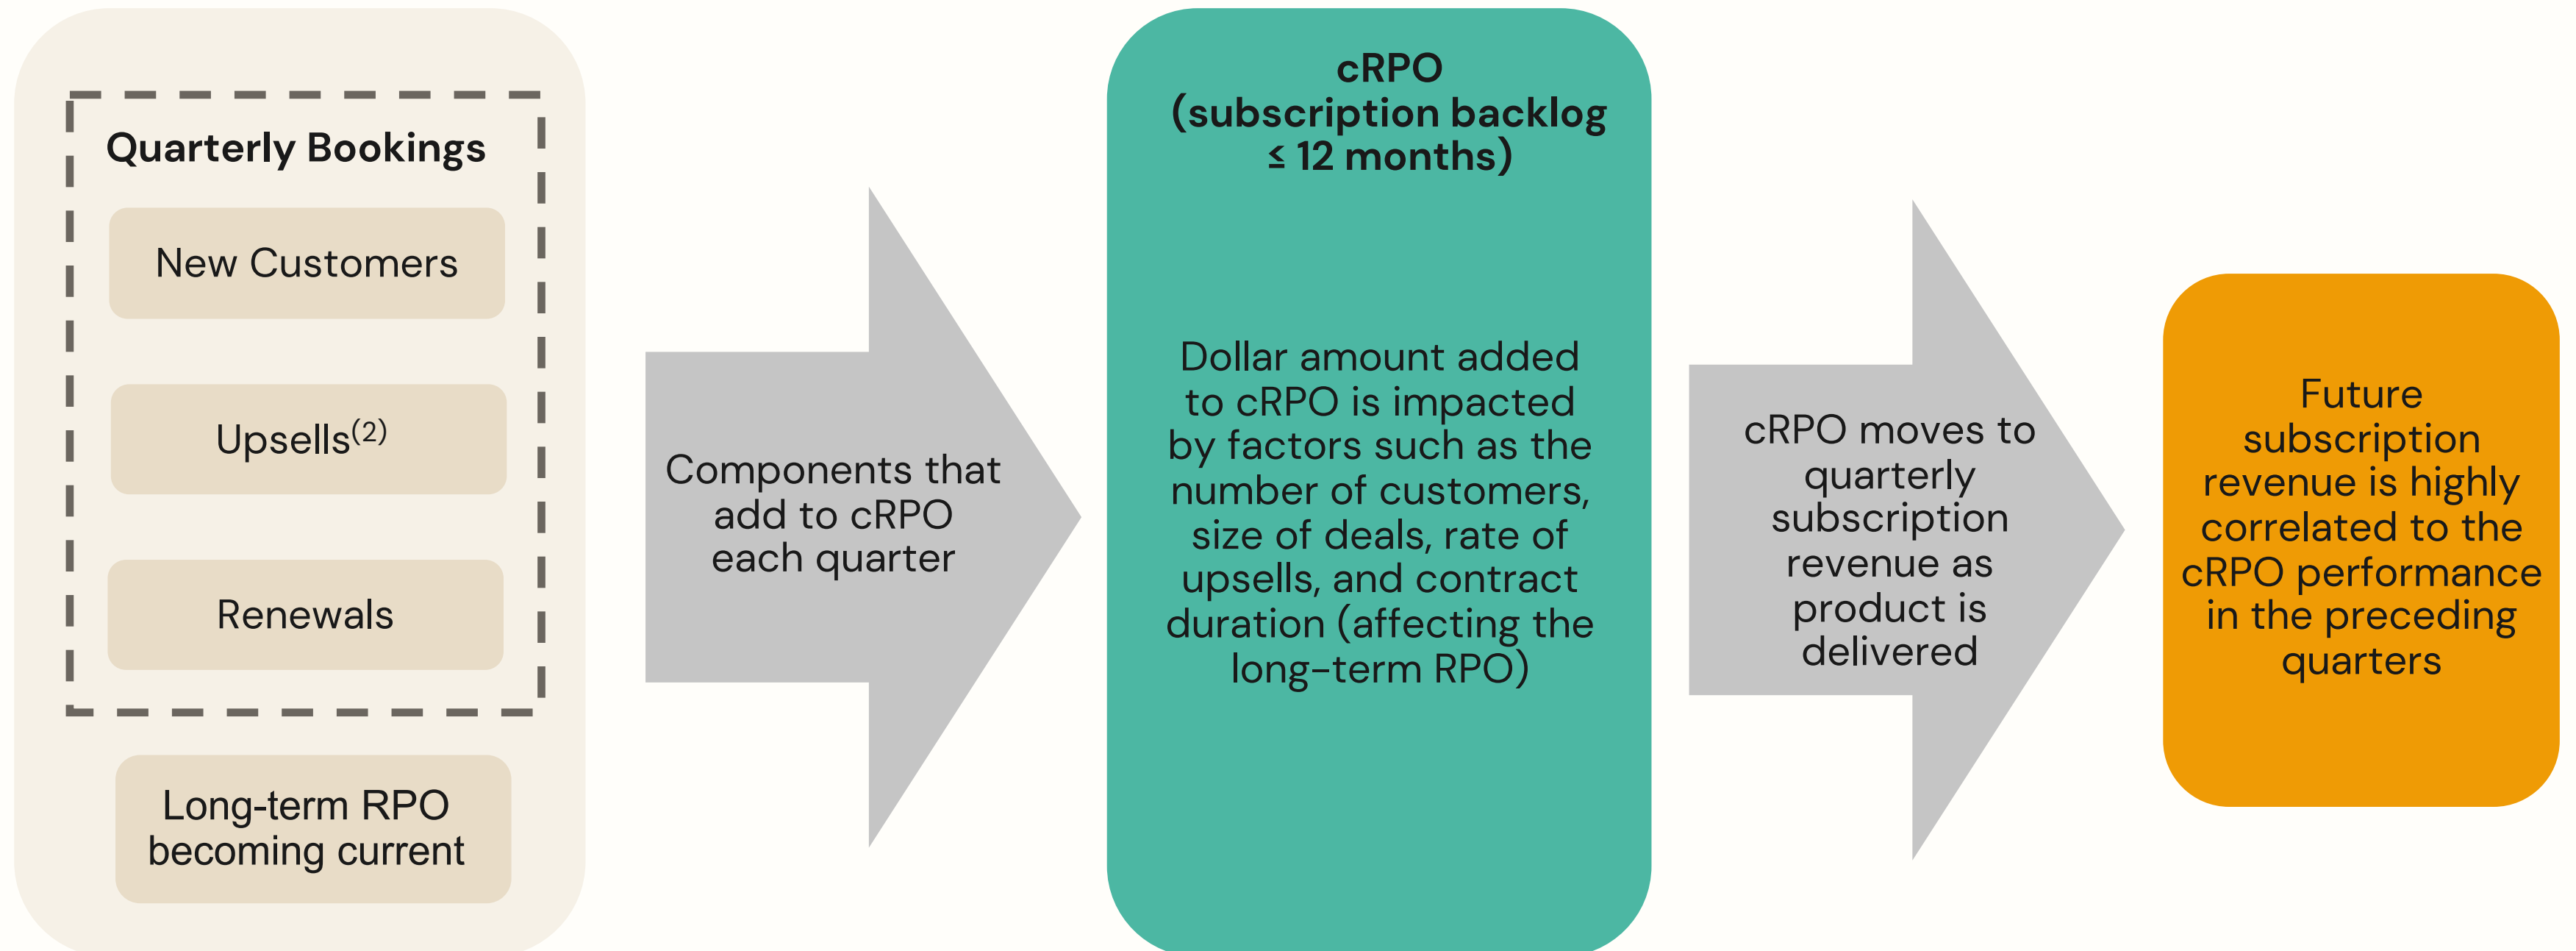 Quarterly Bookings
New Customers
Upsells(2)
Renewals
Long-term RPO
becoming current
Components that
add to cRPO
each quarter
cRPO
(subscription backlog
≤ 12 months)
Dollar amount added
to cRPO is impacted
by factors such as the
number of customers,
size of deals, rate of
upsells, and contract
duration (affecting the
long-term RPO)
cRPO moves to
quarterly
subscription
revenue as
product is
delivered
Future
subscription
revenue is highly
correlated to the
cRPO performance
in the preceding
quarters